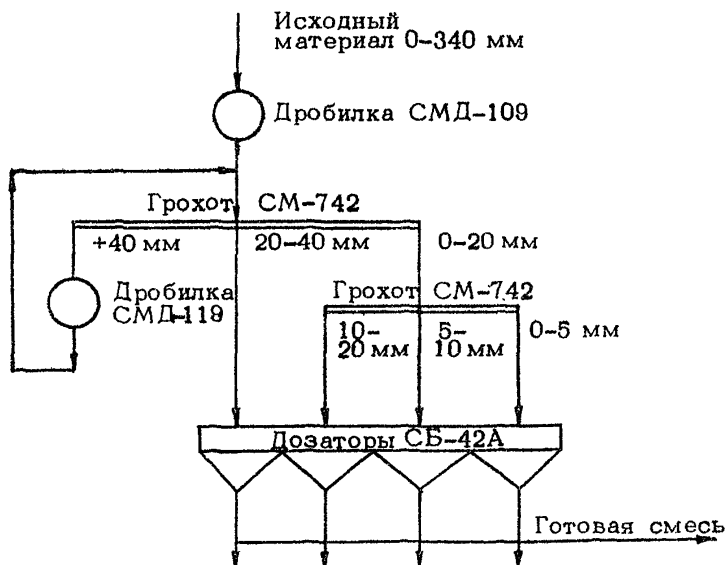 Исходный
материал 0-340 мм
Дробилка СМД-109
Грохот СМ-742
+40 мм
20-40 мм
0-20 мм
Дробилка
СМД-119
Грохот СМ-742
10-
20 мм
5-
10 мм
0-5 мм
Дозаторы СБ-42А
Готовая смесь